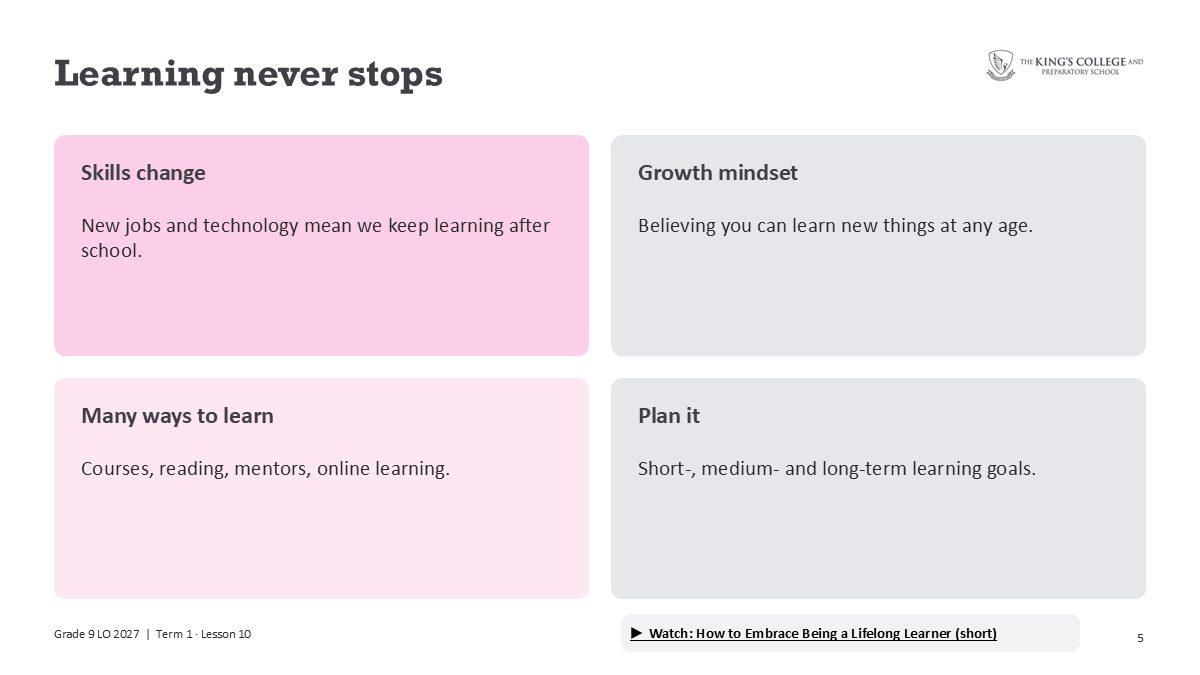 Learning never stops
THE KING'S COLLEGE AND
PREPARATORY SCHOOL
Skills change
New jobs and technology mean we keep learning after
school.
Growth mindset
Believing you can learn new things at any age.
Many ways to learn
Courses, reading, mentors, online learning.
Plan it
Short-, medium- and long-term learning goals.
Grade 9 LO 2027 | Term 1 · Lesson 10
▶ Watch: How to Embrace Being a Lifelong Learner (short)
5